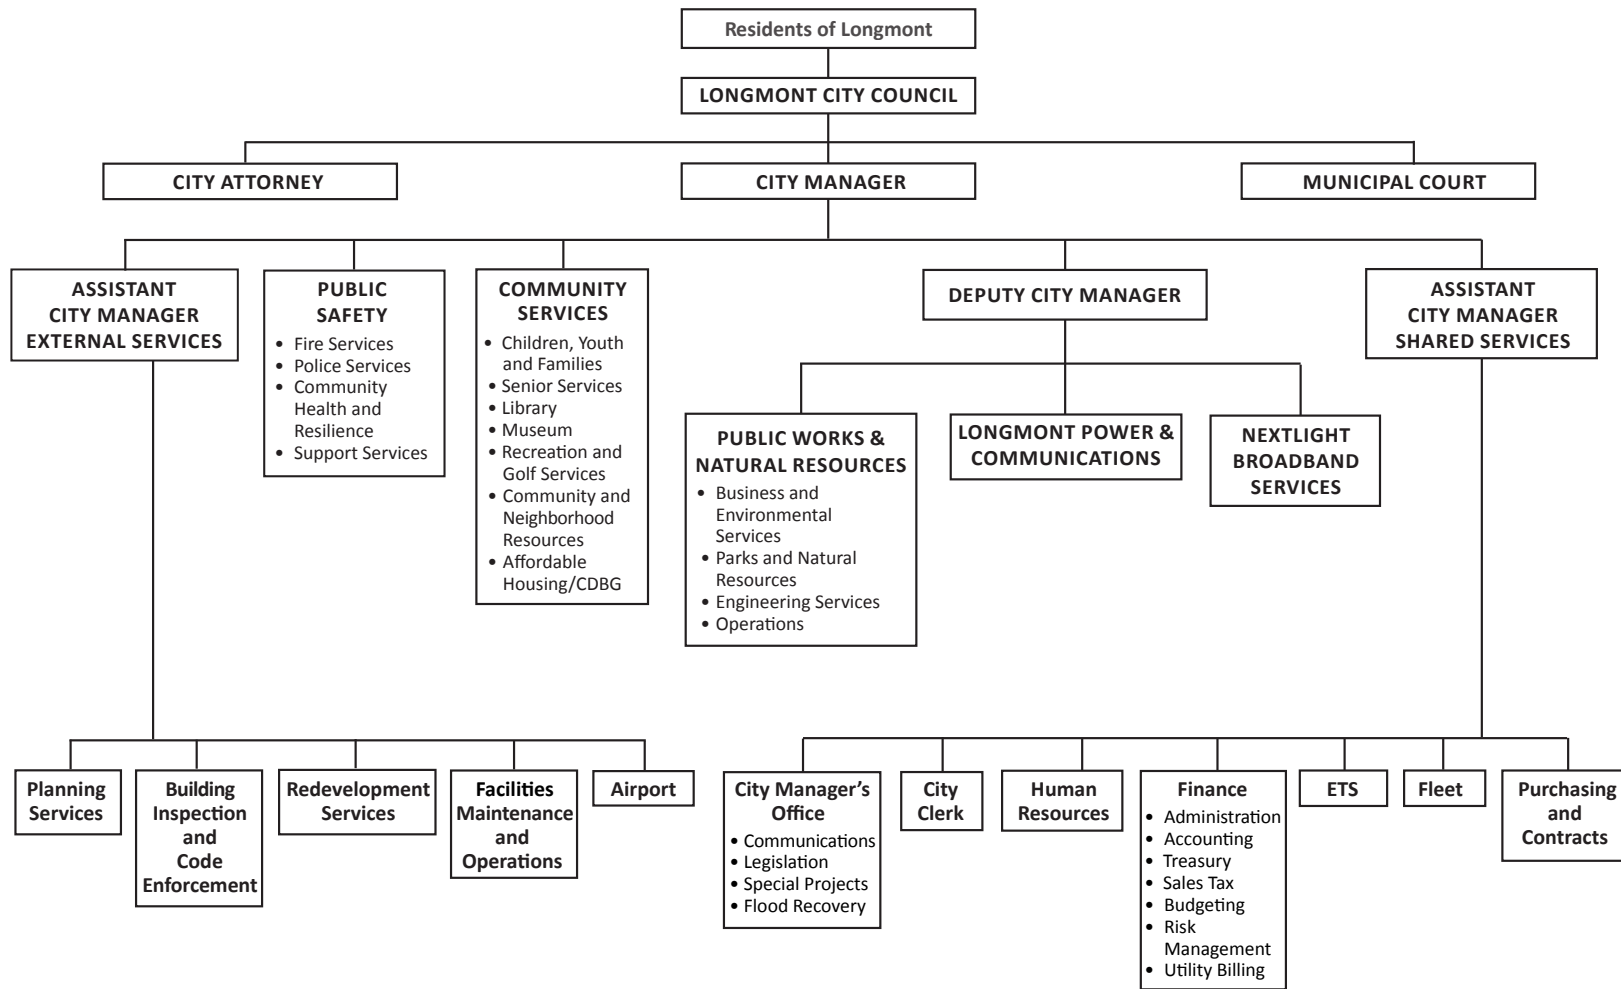 Residents of Longmont
LONGMONT CITY COUNCIL
CITY ATTORNEY
CITY MANAGER
MUNICIPAL COURT
ASSISTANT
CITY MANAGER
EXTERNAL SERVICES
PUBLIC
SAFETY
• Fire Services
• Police Services
• Community
Health and
Resilience
• Support Services
COMMUNITY
SERVICES
• Children, Youth
and Families
• Senior Services
• Library
• Museum
• Recreation and
Golf Services
• Community and
Neighborhood
Resources
• Affordable
Housing/CDBG
DEPUTY CITY MANAGER
ASSISTANT
CITY MANAGER
SHARED SERVICES
PUBLIC WORKS &
NATURAL RESOURCES
• Business and
Environmental
Services
• Parks and Natural
Resources
• Engineering Services
• Operations
LONGMONT POWER &
COMMUNICATIONS
NEXTLIGHT
BROADBAND
SERVICES
Planning
Services
Building
Inspection
and
Code
Enforcement
Redevelopment
Services
Facilities
Maintenance
and
Operations
Airport
City Manager’s
Office
• Communications
• Legislation
• Special Projects
• Flood Recovery
City
Clerk
Human
Resources
Finance
• Administration
• Accounting
• Treasury
• Sales Tax
• Budgeting
• Risk
Management
• Utility Billing
ETS
Fleet
Purchasing
and
Contracts